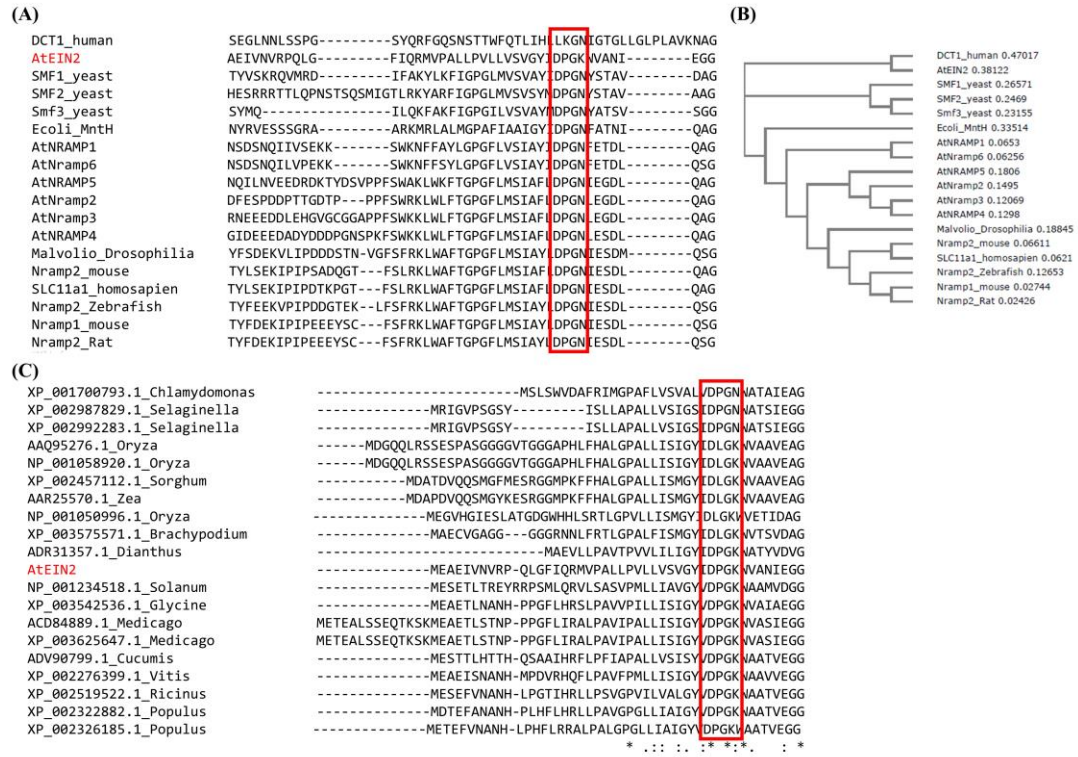 (A)
DCT1_human SEGLNNLSSPG---------SYQRFGQSNSTTWFQTLIHLLKGNIGTGLLGLPLAVKNAG
AtEIN2 AEIVNVRPQLG---------FIQRMVPALLPVLLVSVGYIDPGKWVANI--------EGG
SMF1_yeast TYVSKRQVMRD---------IFAKYLKFIGPGLMVSVAYIDPGNYSTAV--------DAG
SMF2_yeast HESRRRTTLQPNSTSQSMIGTLRKYARFIGPGLMVSVAYMDPGNYSTAV--------AAG
Smf3_yeast SYMQ----------------ILQKFAKFIGPGILVSVAYMDPGNYATSV--------SGG
Ecoli_MntH NYRVESSSGRA---------ARKMRLALMGPAFIAAIGYIDPGNFATNI--------QAG
AtNRAMP1 NSDSNQIIVSEKK-------SWKNFFAYLGPGFLVSIAYIDPGNFETDL--------QAG
AtNramp6 NSDSNQILVPEKK-------SWKNFFSYLGPGFLVSIAYIDPGNFETDL--------QSG
AtNRAMP5 NQILNVEEDRDKTYDSVPPFSWAKLWKFTGPGFLMSIAFLDPGNIEGDL--------QAG
AtNramp2 DFESPDDPTTGDTP---PPFSWRKLWLFTGPGFLMSIAFLDPGNLEGDL--------QAG
AtNramp3 RNEEEDDLEHGVGCGGAPPFSWKKLWLFTGPGFLMSIAFLDPGNLEGDL--------QAG
AtNRAMP4 GIDEEEDADYDDDPGNSPKFSWKKLWLFTGPGFLMSIAFLDPGNLEGDL--------QAG
Malvolio_Drosophilia YFSDEKVLIPDDDSTN-VGFSFRKLWAFTGPGFLMSIAYLDPGNIESDM--------QSG
Nramp2_mouse TYLSEKIPIPSADQGT---FSLRKLWAFTGPGFLMSIAFLDPGNIESDL--------QAG
SLC11a1_homosapien TYLSEKIPIPDTKPGT---FSLRKLWAFTGPGFLMSIAFLDPGNIESDL--------QAG
Nramp2_Zebrafish TYFEEKVPIPDDGTEK---LFSFRKLWAFTGPGFLMSIAYLDPGNIESDL--------QSG
Nramp1_mouse TYFDEKIPIPEEEYSC---FSFRKLWAFTGPGFLMSIAYLDPGNIESDL--------QSG
Nramp2_Rat TYFDEKIPIPEEEYSC---FSFRKLWAFTGPGFLMSIAYLDPGNIESDL--------QSG
(B)
DCT1_human 0.47017
AtEIN2 0.38122
SMF1_yeast 0.26571
SMF2_yeast 0.2469
Smf3_yeast 0.23155
Ecoli_MntH 0.33514
AtNRAMP1 0.0653
AtNramp6 0.06256
AtNRAMP5 0.1806
AtNramp2 0.1495
AtNramp3 0.12069
AtNRAMP4 0.1298
Malvolio_Drosophilia 0.18845
Nramp2_mouse 0.06611
SLC11a1_homosapien 0.0621
Nramp2_Zebrafish 0.12653
Nramp1_mouse 0.02744
Nramp2_Rat 0.02426
(C)
XP_001700793.1_Chlamydomonas -------------------------MSLSWVDAFRIMGPAFLVSVALVDPGNWATAIEAG
XP_002987829.1_Selaginella --------------MRIGVPSGSY---------ISLLAPALLVSIGSIDPGNWATSIEGG
XP_002992283.1_Selaginella --------------MRIGVPSGSY---------ISLLAPALLVSIGSIDPGNWATSIEGG
AAQ95276.1_Oryza ------MDGQQLRSSESPASGGGGVTGGGAPHLFHALGPALLISMGYIDLGKWVAAVEAG
NP_001058920.1_Oryza ------MDGQQLRSSESPASGGGGVTGGGAPHLFHALGPALLISMGYIDLGKWVAAVEAG
XP_002457112.1_Sorghum -----------MDATDVQQSMGFMESRGGMPKFFHALGPALLISMGYIDLGKWVAAVEAG
AAR25570.1_Zea -----------MDAPDVQQSMGYKESRGGMPKFFHALGPALLISMGYIDLGKWVAAVEAG
NP_001050996.1_Oryza --------------MEGVHGIESLATGDGWHHLSRTLGPVLLISMGYIDLGKWVETIDAG
XP_003575571.1_Brachypodium --------------MAECVGAGG---GGGRNNLFRTLGPALFISMGYIDLGKWVTSVDAG
ADR31357.1_Dianthus ----------------------------MAEVLLPAVTPVVLILIGYIDPGKWATYVDVG
AtEIN2 --------------MEAEIVNVRP-QLGFIQRMVPALLPVLLVSVGYIDPGKWVANIEGG
NP_001234518.1_Solanum --------------MESETLTREYRRPSMLQRVLSASVPMLLIAVGYVDPGKWAAMVDGG
XP_003542536.1_Glycine --------------MEAETLNANH-PPGFLHRSLPAVVPILLISIGYVDPGKWVAIAEGG
ACD84889.1_Medicago METEALSSEQTKSKMEAETLSTNP-PPGFLIRALPAVIPALLISIGYVDPGKWVASIEGG
XP_003625647.1_Medicago METEALSSEQTKSKMEAETLSTNP-PPGFLIRALPAVIPALLISIGYVDPGKWVASIEGG
ADV90799.1_Cucumis --------------MESTTLHTTH-QSAAIHRFLPFIAPALLVSISYVDPGKWAATVEGG
XP_002276399.1_Vitis --------------MEAEISNANH-MPDVRHQFLPAVFPMLLISIGYVDPGKWAAAVEGG
XP_002519522.1_Ricinus --------------MESEFVNANH-LPGTIHRLLPSVGPVILVALGYVDPGKWAATVEGG
XP_002322882.1_Populus --------------MDTEFANANH-PLHFLHRLLPAVGPGLLIAIGYVDPGKWAATVEGG
XP_002326185.1_Populus --------------METEFVNANH-LPHFLRRALPALGPGLLIAIGYVDPGKWAATVEGG
* .:: :. :* *:*. : *